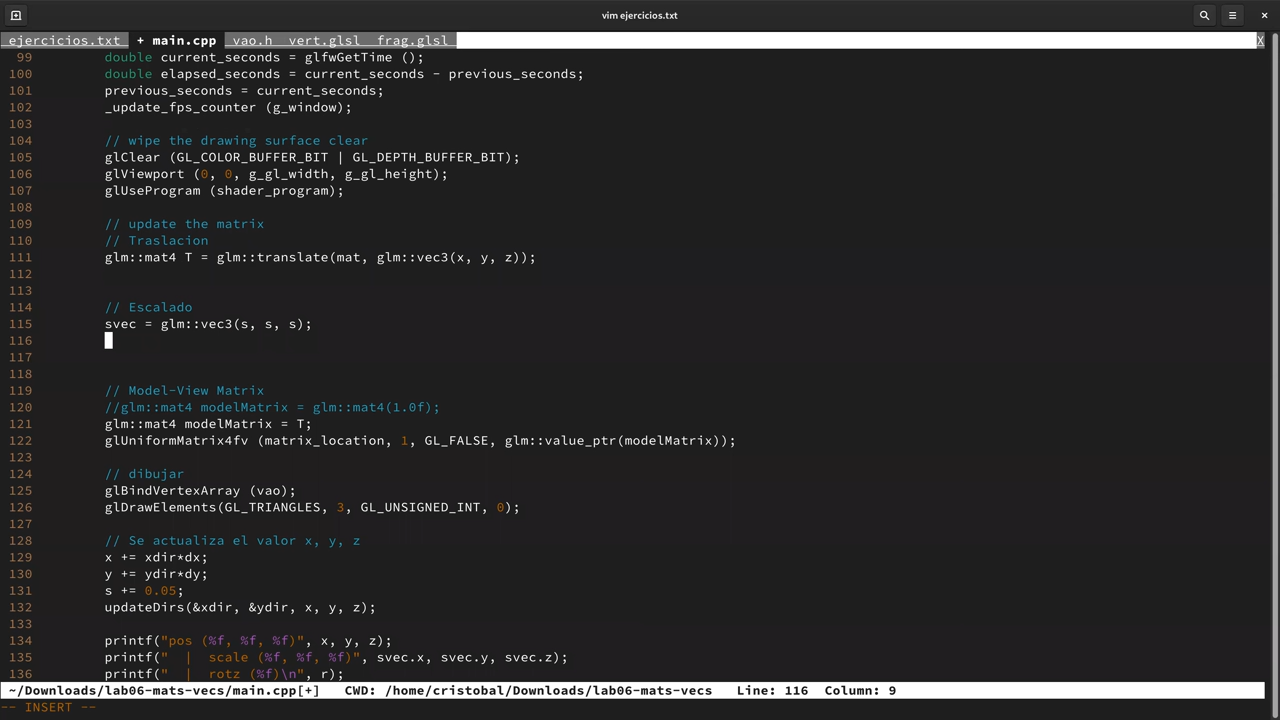 vim ejercicios.txt
ejercicios.txt  + main.cpp  vao.h  vert.glsl  frag.glsl  X
99  double current_seconds = glfwGetTime ();
100  double elapsed_seconds = current_seconds - previous_seconds;
101  previous_seconds = current_seconds;
102  _update_fps_counter (g_window);
103
104  // wipe the drawing surface clear
105  glClear (GL_COLOR_BUFFER_BIT | GL_DEPTH_BUFFER_BIT);
106  glViewport (0, 0, g_gl_width, g_gl_height);
107  glUseProgram (shader_program);
108
109  // update the matrix
110  // Traslacion
111  glm::mat4 T = glm::translate(mat, glm::vec3(x, y, z));
112
113
114  // Escalado
115  svec = glm::vec3(s, s, s);
116
117
118
119  // Model-View Matrix
120  //glm::mat4 modelMatrix = glm::mat4(1.0f);
121  glm::mat4 modelMatrix = T;
122  glUniformMatrix4fv (matrix_location, 1, GL_FALSE, glm::value_ptr(modelMatrix));
123
124  // dibujar
125  glBindVertexArray (vao);
126  glDrawElements(GL_TRIANGLES, 3, GL_UNSIGNED_INT, 0);
127
128  // Se actualiza el valor x, y, z
129  x += xdir*dx;
130  y += ydir*dy;
131  s += 0.05;
132  updateDirs(&xdir, &ydir, x, y, z);
133
134  printf("pos (%f, %f, %f)", x, y, z);
135  printf("  |  scale (%f, %f, %f)", svec.x, svec.y, svec.z);
136  printf("  |  rotz (%f)\n", r);
~/Downloads/lab06-mats-vecs/main.cpp[+]   CWD: /home/cristobal/Downloads/lab06-mats-vecs   Line: 116  Column: 9
-- INSERT --